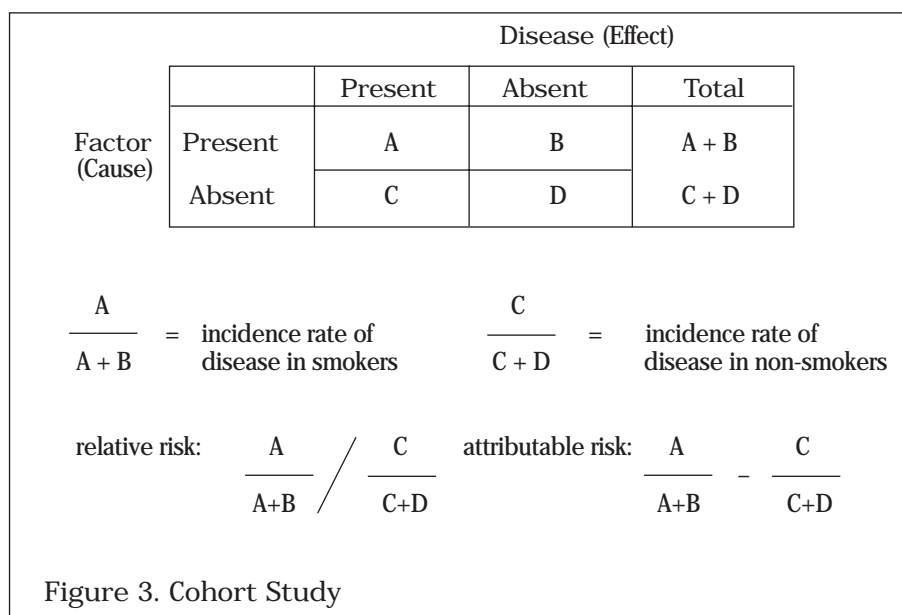 Disease (Effect)
Present Absent Total
Factor (Cause) Present A B A + B
Absent C D C + D
A / A + B = incidence rate of disease in smokers C / C + D = incidence rate of disease in non-smokers
relative risk: A / A+B / C / C+D attributable risk: A / A+B – C / C+D
Figure 3. Cohort Study